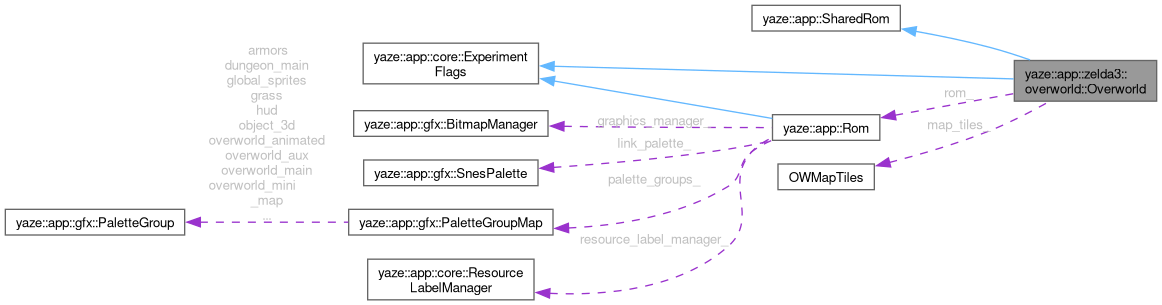 yaze::app::SharedRom
armors
dungeon_main
global_sprites
grass
hud
object_3d
overworld_animated
overworld_aux
overworld_main
overworld_mini
_map
...
yaze::app::core::Experiment
Flags
yaze::app::zelda3::
overworld::Overworld
rom_
graphics_manager_
yaze::app::gfx::BitmapManager
yaze::app::Rom
map_tiles_
link_palette_
yaze::app::gfx::SnesPalette
OWMapTiles
palette_groups_
yaze::app::gfx::PaletteGroup
yaze::app::gfx::PaletteGroupMap
resource_label_manager_
yaze::app::core::Resource
LabelManager